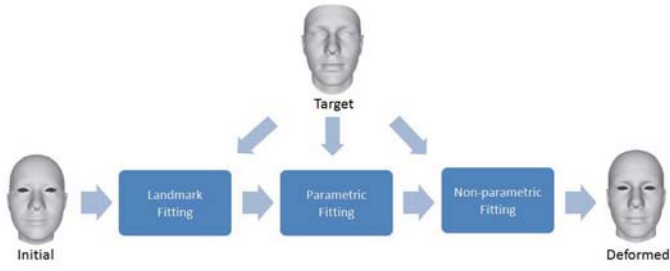 Target
Landmark
Fitting
Parametric
Fitting
Non-parametric
Fitting
Initial
Deformed